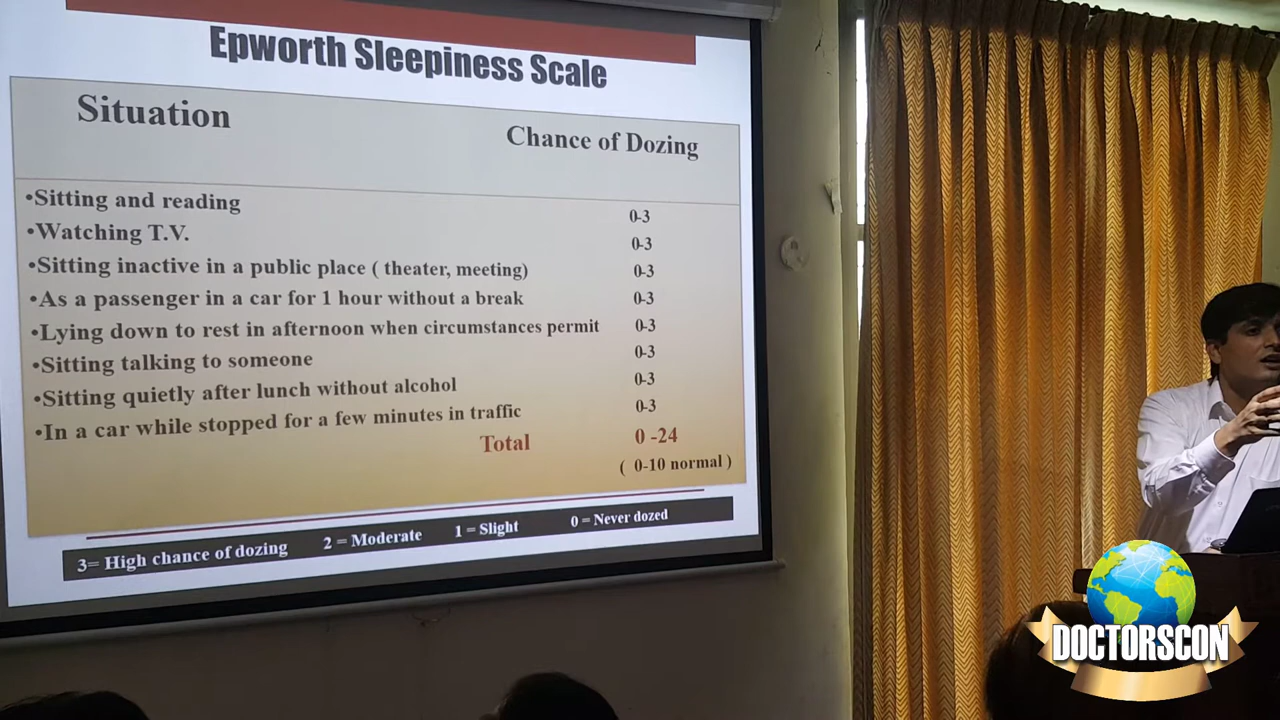 Epworth Sleepiness Scale
Situation
Chance of Dozing
•Sitting and reading 0-3
•Watching T.V. 0-3
•Sitting inactive in a public place ( theater, meeting) 0-3
•As a passenger in a car for 1 hour without a break 0-3
•Lying down to rest in afternoon when circumstances permit 0-3
•Sitting talking to someone 0-3
•Sitting quietly after lunch without alcohol 0-3
•In a car while stopped for a few minutes in traffic 0-3
Total 0 -24
( 0-10 normal )
3= High chance of dozing 2 = Moderate 1 = Slight 0 = Never dozed
DOCTORSCON